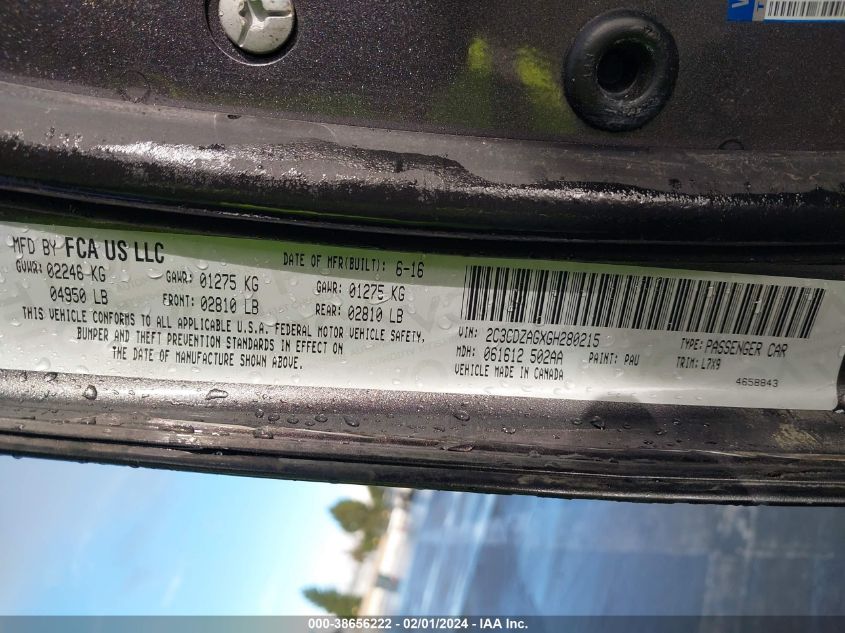 MFD BY FCA US LLC
DATE OF MFR(BUILT): 6-16
GVWR: 02246 KG
GAWR: 01275 KG
GAWR: 01275 KG
04950 LB
FRONT: 02810 LB
REAR: 02810 LB
THIS VEHICLE CONFORMS TO ALL APPLICABLE U.S.A. FEDERAL MOTOR VEHICLE SAFETY,
BUMPER AND THEFT PREVENTION STANDARDS IN EFFECT ON
THE DATE OF MANUFACTURE SHOWN ABOVE.
VIN: 2C3CDZAGXGH280215
TYPE: PASSENGER CAR
MDH: 061612 502AA
PAINT: PAU
TRIM: L7X9
VEHICLE MADE IN CANADA
4658843
000-38656222 - 02/01/2024 - IAA Inc.